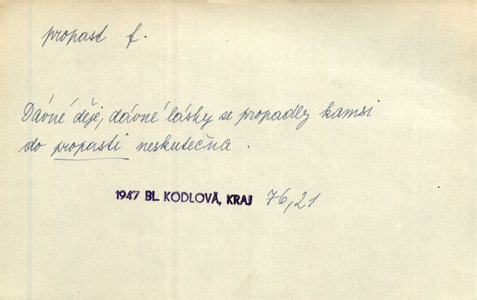 propast f.
Dávné děje, dávné lásky se propadly kamsi
do propasti neskutečna.
1947 BL. KODLOVÁ, KRAJ 76,21